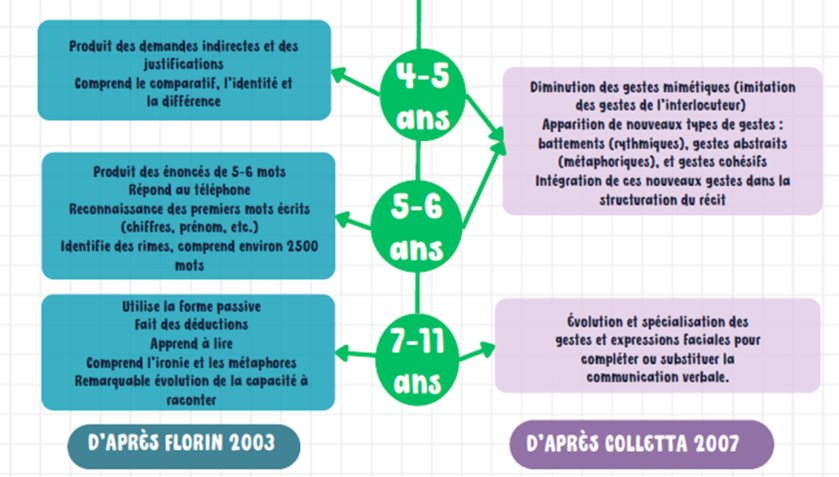 Produit des demandes indirectes et des
justifications
Comprend le comparatif, l'identité et
la différence
4-5
ans
Diminution des gestes mimétiques (imitation
des gestes de l'interlocuteur)
Apparition de nouveaux types de gestes :
battements (rythmiques), gestes abstraits
(métaphoriques), et gestes cohésifs
Intégration de ces nouveaux gestes dans la
structuration du récit
Produit des énoncés de 5-6 mots
Répond au téléphone
Reconnaissance des premiers mots écrits
(chiffres, prénom, etc.)
Identifie des rimes, comprend environ 2500
mots
5-6
ans
Utilise la forme passive
Fait des déductions
Apprend à lire
Comprend l'ironie et les métaphores
Remarquable évolution de la capacité à
raconter
7-11
ans
Évolution et spécialisation des
gestes et expressions faciales pour
compléter ou substituer la
communication verbale.
D'APRÈS FLORIN 2003
D'APRÈS COLLETTA 2007